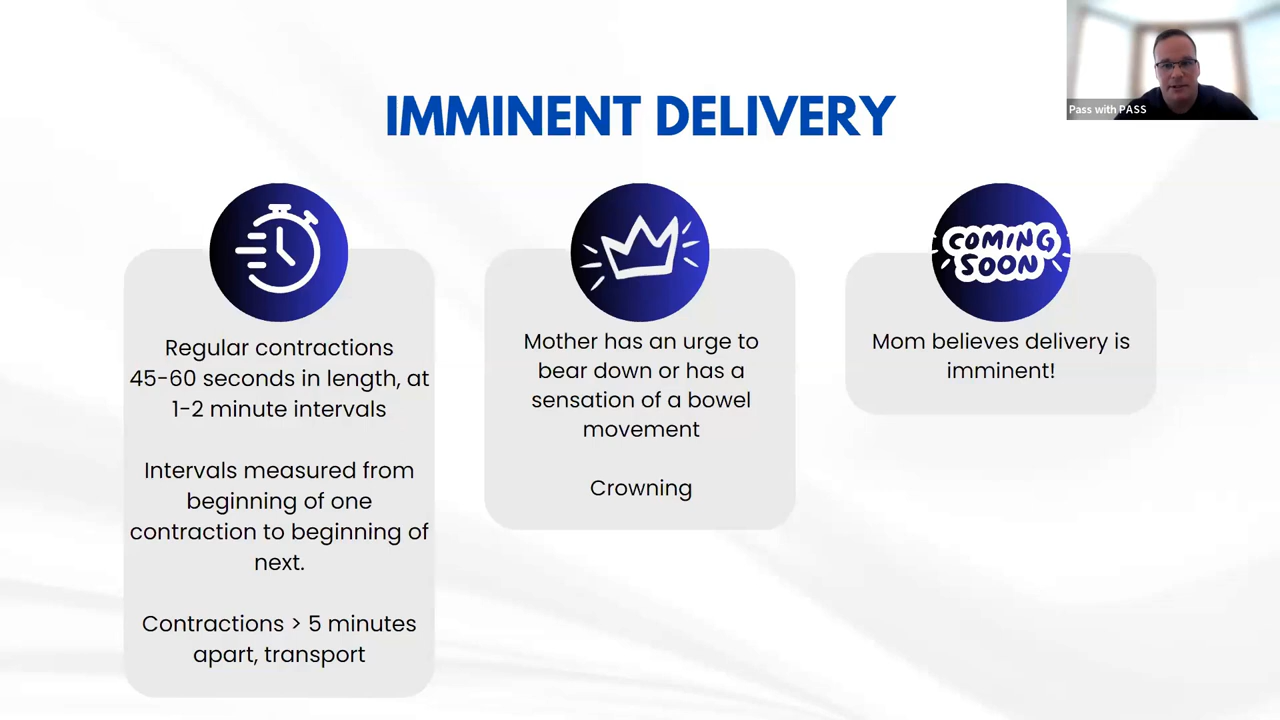 Pass with PASS
IMMINENT DELIVERY
Regular contractions
45-60 seconds in length, at
1-2 minute intervals
Intervals measured from
beginning of one
contraction to beginning of
next.
Contractions > 5 minutes
apart, transport
Mother has an urge to
bear down or has a
sensation of a bowel
movement
Crowning
COMING
SOON
Mom believes delivery is
imminent!